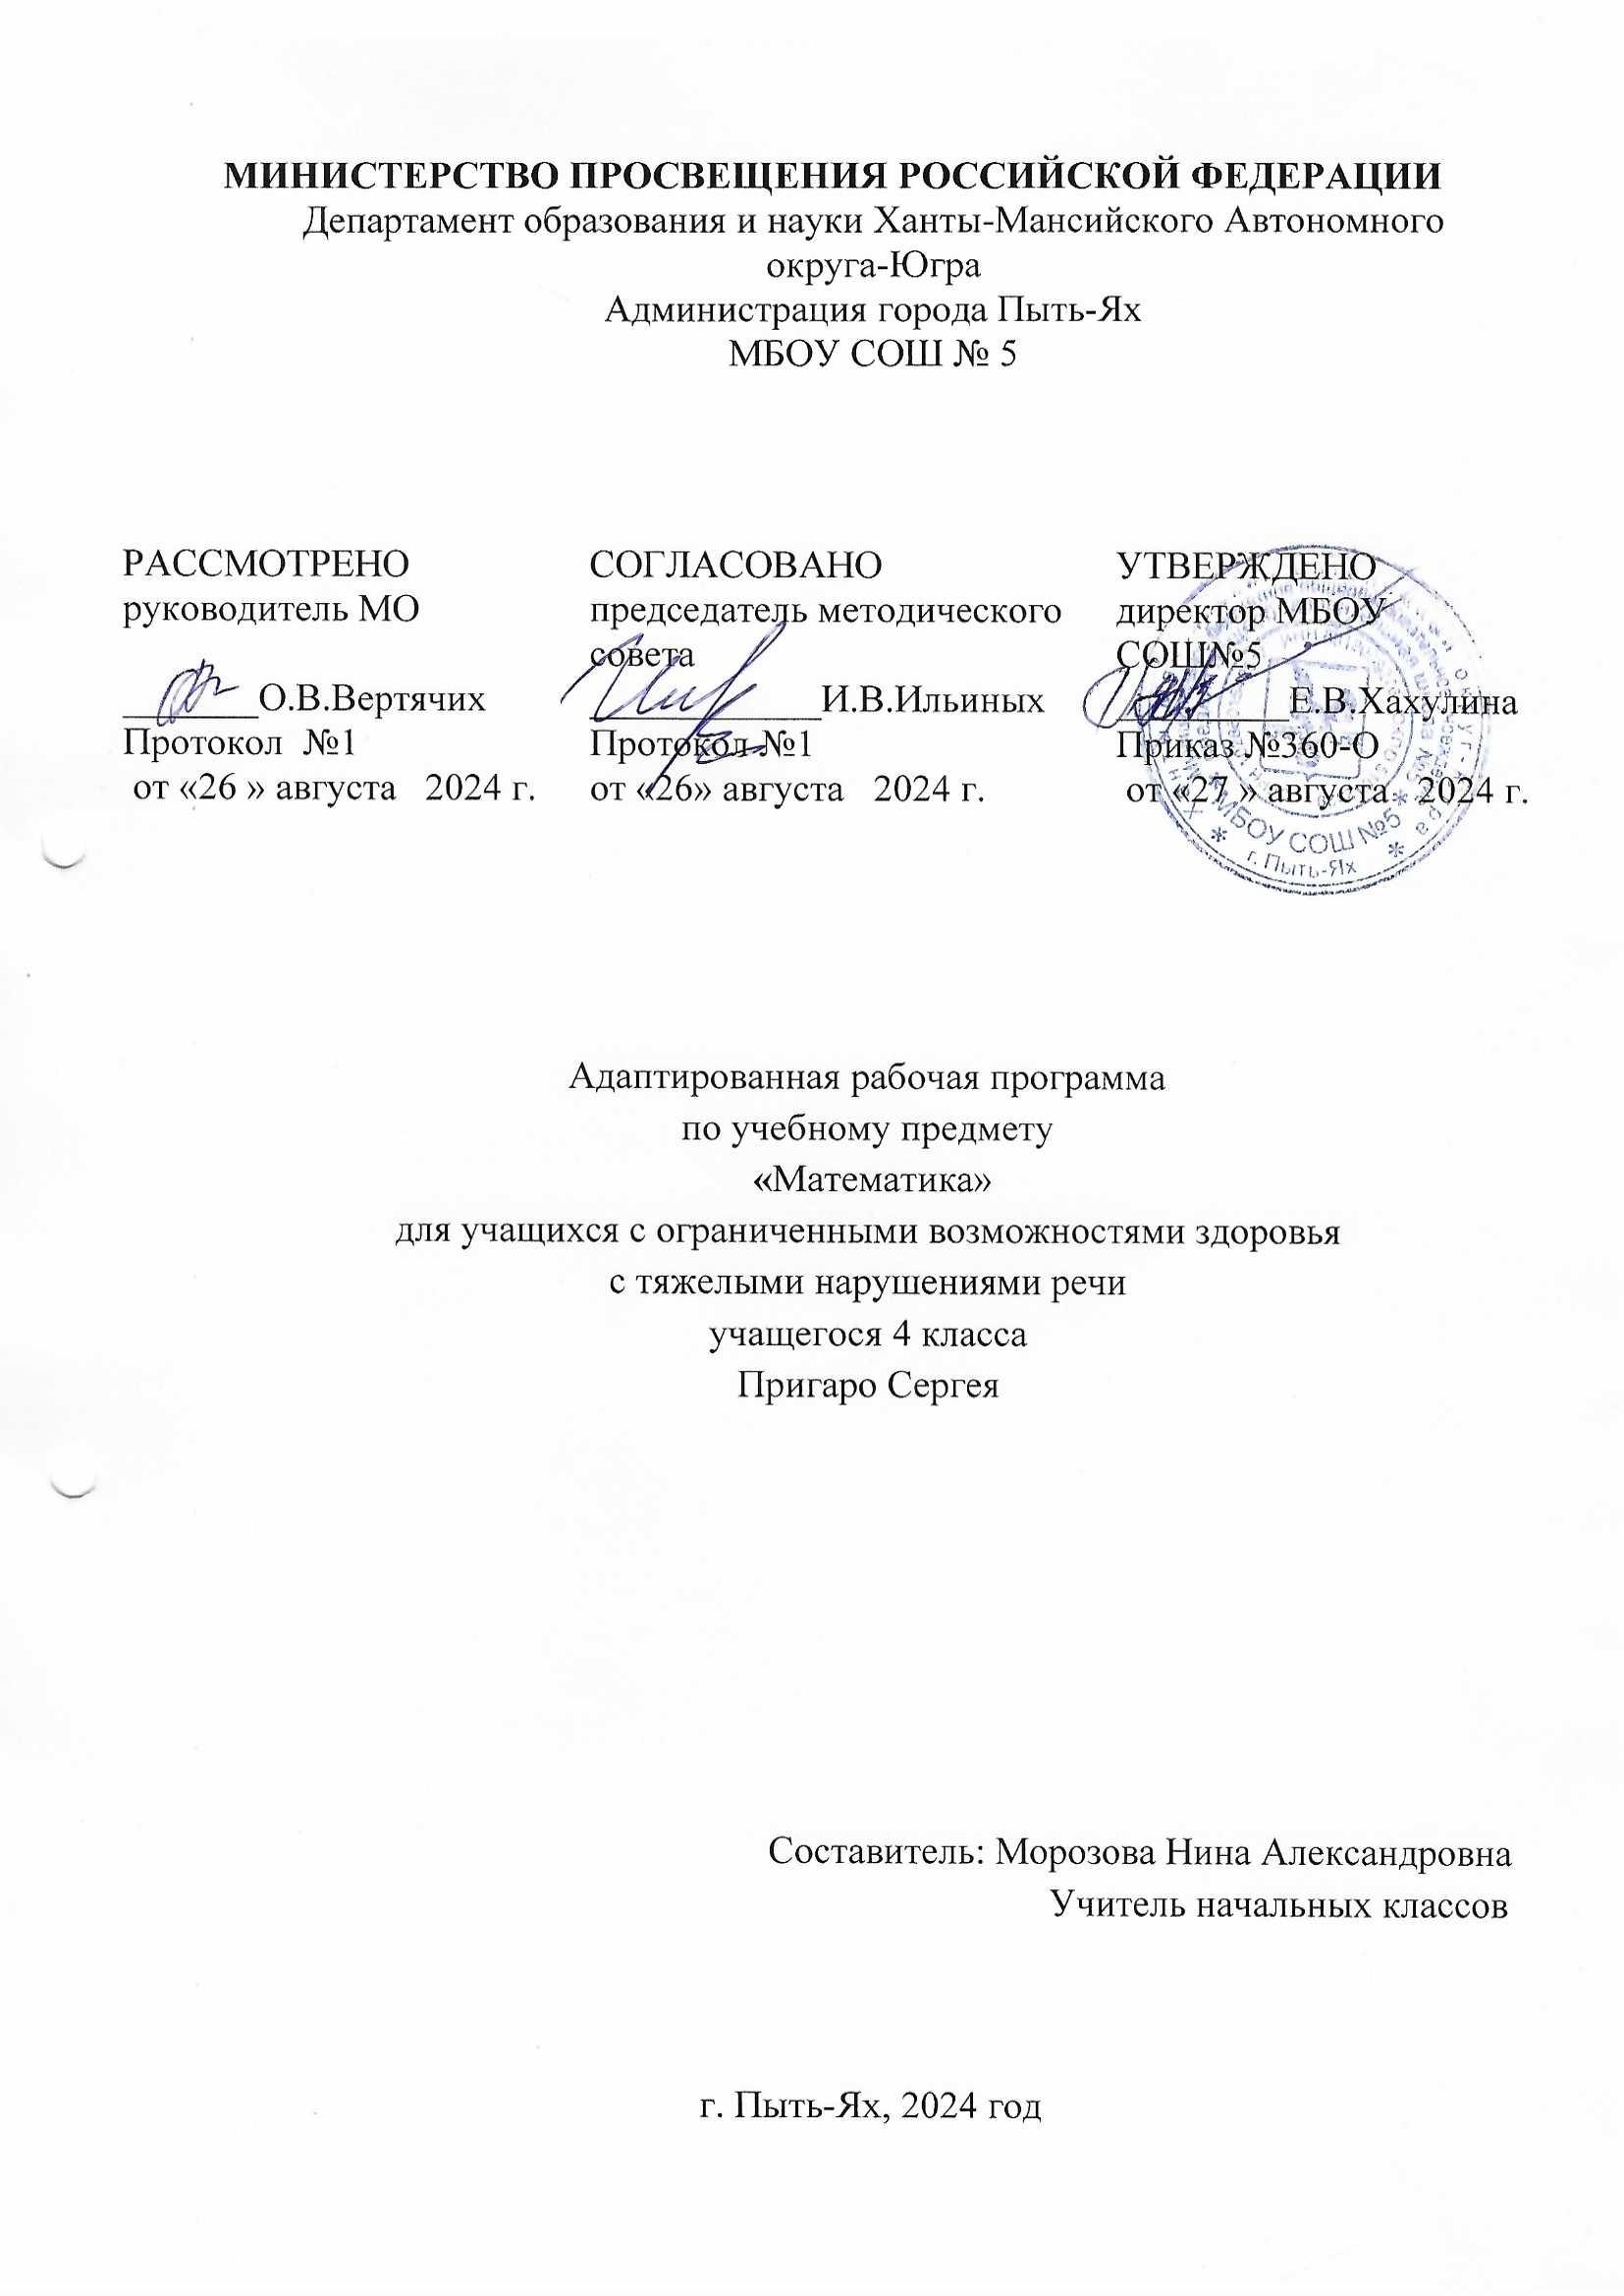 МИНИСТЕРСТВО ПРОСВЕЩЕНИЯ РОССИЙСКОЙ ФЕДЕРАЦИИ
Департамент образования и науки Ханты-Мансийского Автономного
округа-Югра
Администрация города Пыть-Ях
МБОУ СОШ № 5
РАССМОТРЕНО
руководитель МО
________О.В.Вертячих
Протокол №1
от «26 » августа 2024 г.
СОГЛАСОВАНО
председатель методического
совета
____________И.В.Ильиных
Протокол №1
от «26» августа 2024 г.
УТВЕРЖДЕНО
директор МБОУ
СОШ№5
__________Е.В.Хахулина
Приказ №360-О
от «27 » августа 2024 г.
* МБОУ СОШ №5 *
г. Пыть-Ях
Адаптированная рабочая программа
по учебному предмету
«Математика»
для учащихся с ограниченными возможностями здоровья
с тяжелыми нарушениями речи
учащегося 4 класса
Пригаро Сергея
Составитель: Морозова Нина Александровна
Учитель начальных классов
г. Пыть-Ях, 2024 год